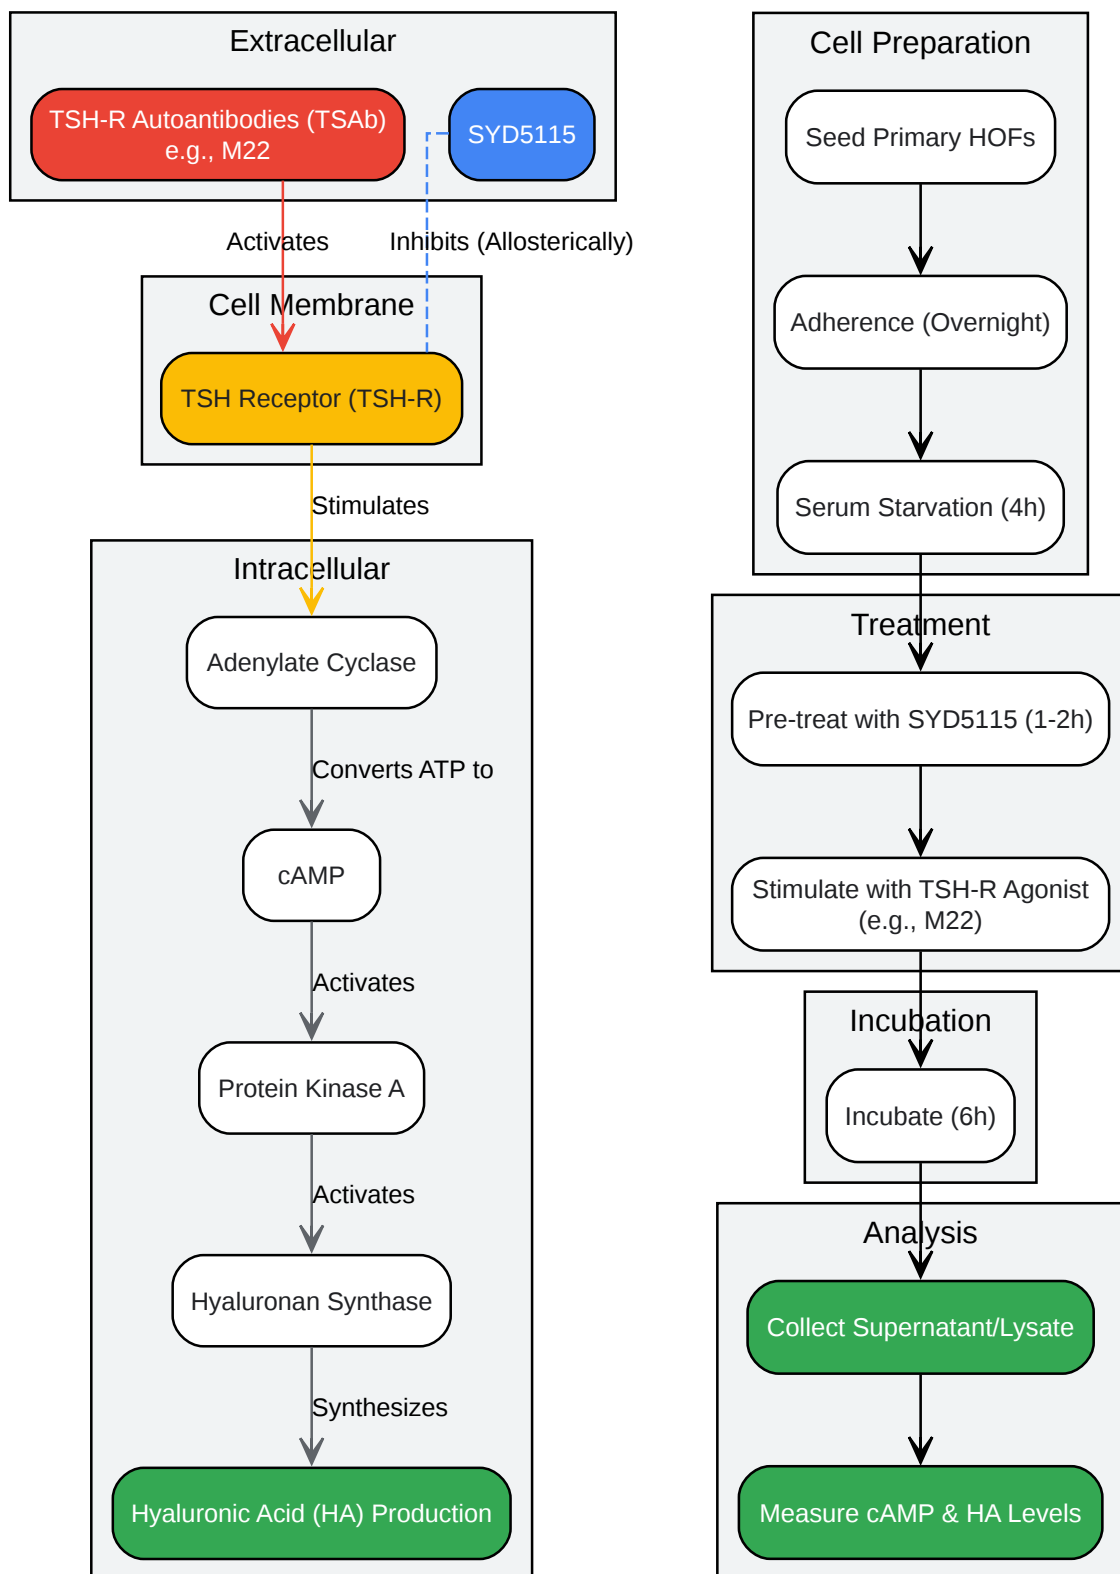 Extracellular
TSH-R Autoantibodies (TSAb)
e.g., M22
SYD5115
Activates
Inhibits (Allosterically)
Cell Membrane
TSH Receptor (TSH-R)
Stimulates
Intracellular
Adenylate Cyclase
Converts ATP to
cAMP
Activates
Protein Kinase A
Activates
Hyaluronan Synthase
Synthesizes
Hyaluronic Acid (HA) Production
Cell Preparation
Seed Primary HOFs
Adherence (Overnight)
Serum Starvation (4h)
Treatment
Pre-treat with SYD5115 (1-2h)
Stimulate with TSH-R Agonist
(e.g., M22)
Incubation
Incubate (6h)
Analysis
Collect Supernatant/Lysate
Measure cAMP & HA Levels